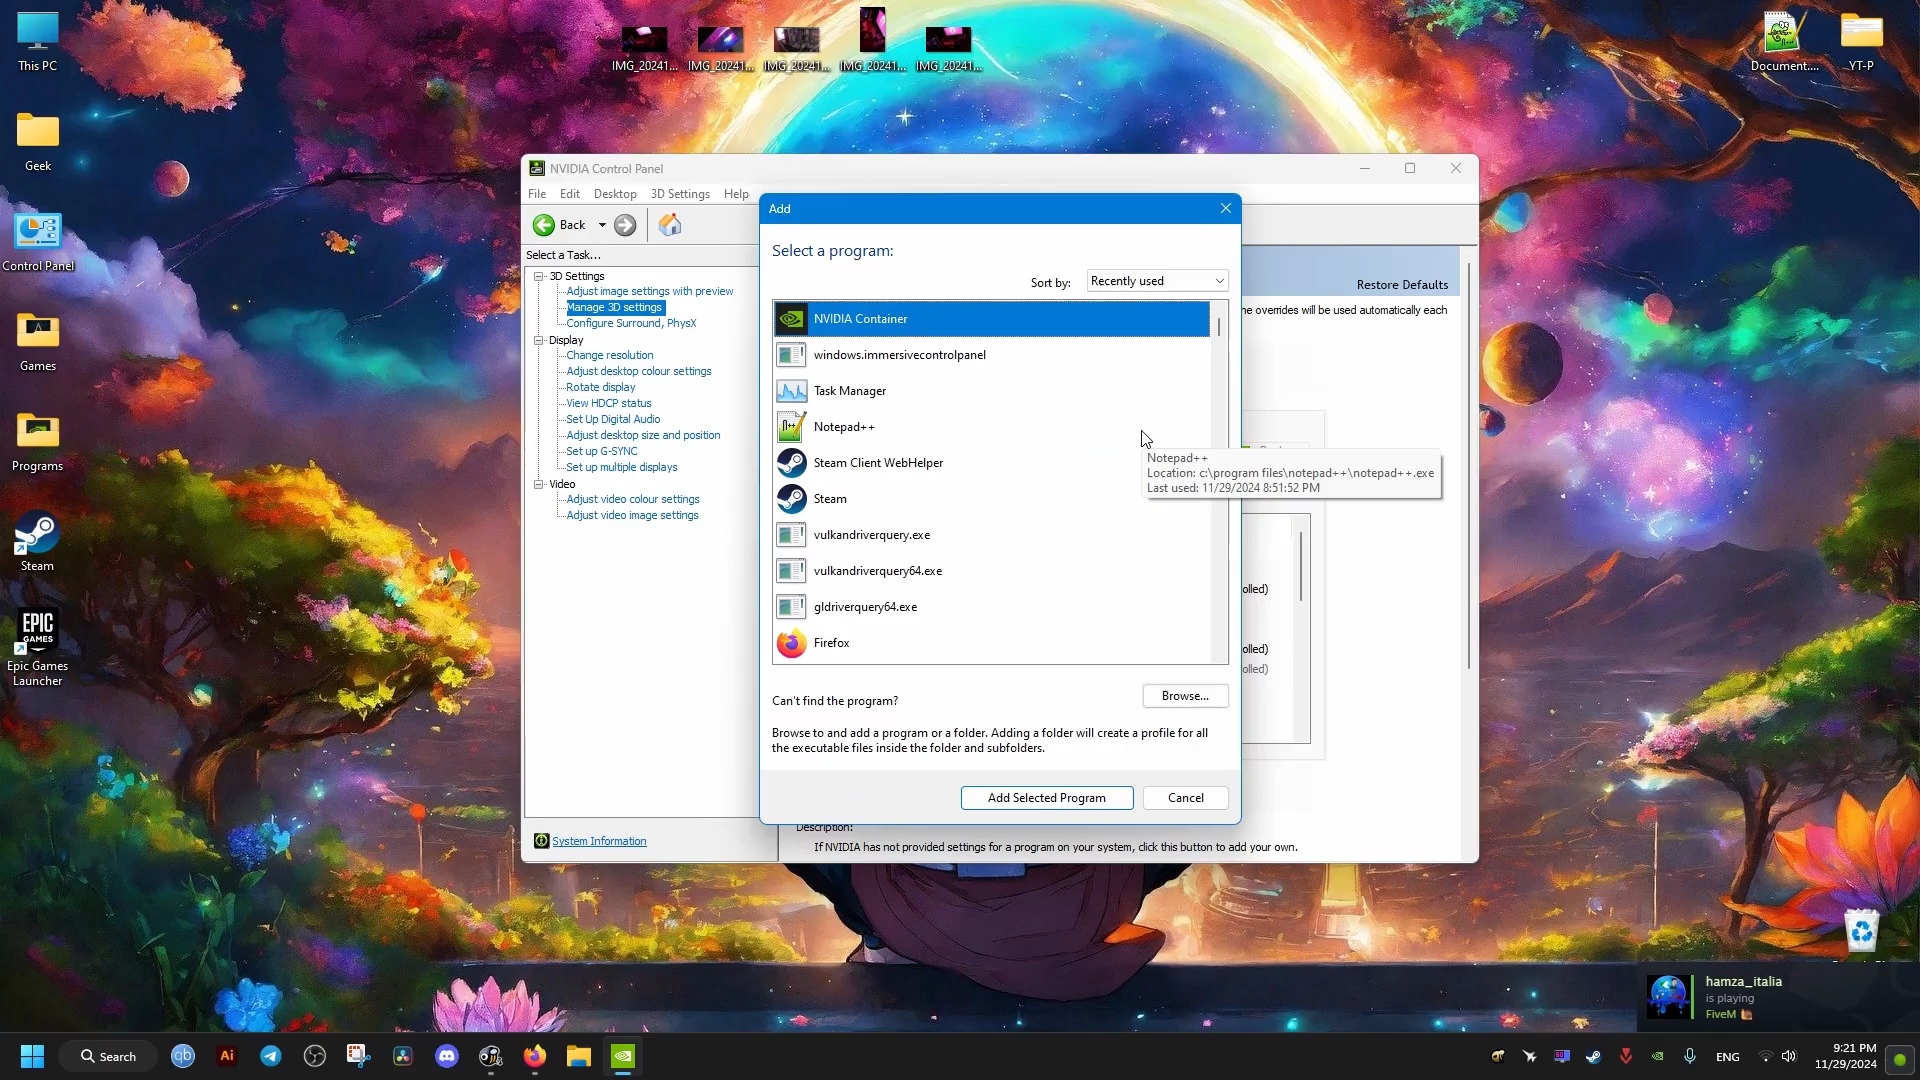 This PC
Geek
Control Panel
Games
Programs
Steam
EPIC
GAMES
Epic Games
Launcher
IMG_20241...
IMG_20241...
IMG_20241...
IMG_20241...
IMG_20241...
Document....
YT-P
NVIDIA Control Panel
File Edit Desktop 3D Settings Help
Back
Select a Task...
3D Settings
Adjust image settings with preview
Manage 3D settings
Configure Surround, PhysX
Display
Change resolution
Adjust desktop colour settings
Rotate display
View HDCP status
Set Up Digital Audio
Adjust desktop size and position
Set up G-SYNC
Set up multiple displays
Video
Adjust video colour settings
Adjust video image settings
System Information
Add
Select a program:
Sort by: Recently used
NVIDIA Container
windows.immersivecontrolpanel
Task Manager
Notepad++
Steam Client WebHelper
Steam
vulkandriverquery.exe
vulkandriverquery64.exe
gldriverquery64.exe
Firefox
Can't find the program?
Browse...
Browse to and add a program or a folder. Adding a folder will create a profile for all
the executable files inside the folder and subfolders.
Add Selected Program
Cancel
Restore Defaults
overrides will be used automatically each
Notepad++
Location: c:\program files\notepad++\notepad++.exe
Last used: 11/29/2024 8:51:52 PM
olled)
olled)
olled)
Description:
If NVIDIA has not provided settings for a program on your system, click this button to add your own.
hamza_italia
is playing
FiveM
Search
qb
Ai
ENG
9:21 PM
11/29/2024